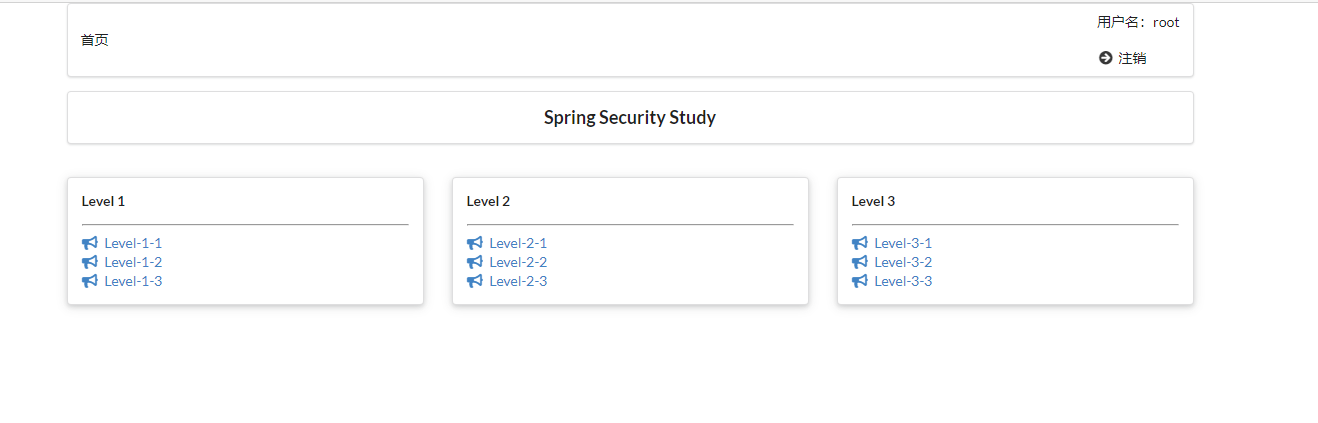 首页
用户名：root
注销
Spring Security Study
Level 1
Level-1-1
Level-1-2
Level-1-3
Level 2
Level-2-1
Level-2-2
Level-2-3
Level 3
Level-3-1
Level-3-2
Level-3-3